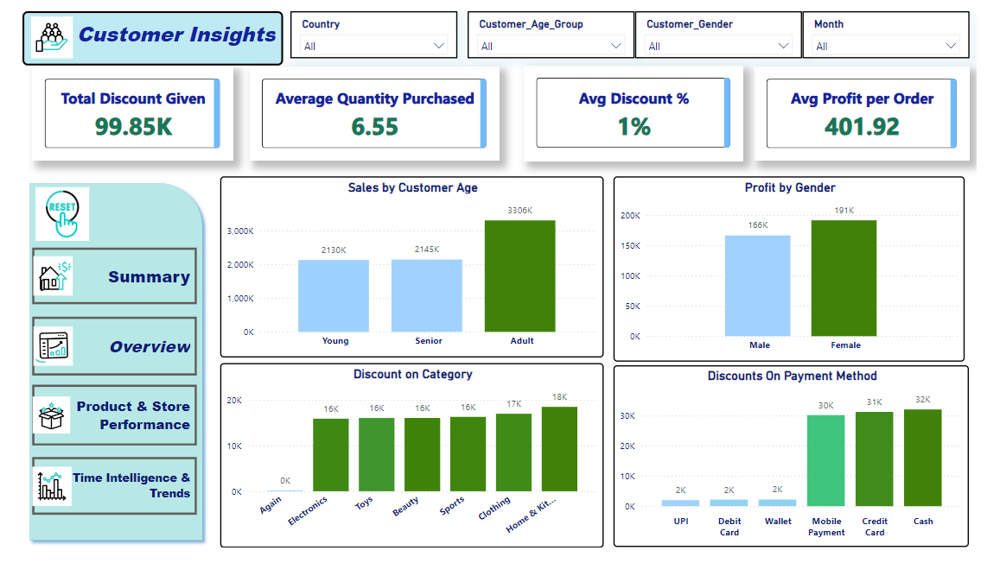 Customer Insights
Country
All
Customer_Age_Group
All
Customer_Gender
All
Month
All
Total Discount Given
99.85K
Average Quantity Purchased
6.55
Avg Discount %
1%
Avg Profit per Order
401.92
RESET
Summary
Overview
Product & Store
Performance
Time Intelligence &
Trends
Sales by Customer Age
3,000K
2,000K
1,000K
0K
2130K
2145K
3306K
Young
Senior
Adult
Profit by Gender
200K
150K
100K
50K
0K
166K
191K
Male
Female
Discount on Category
20K
10K
0K
0K
16K
16K
16K
16K
17K
18K
Again
Electronics
Toys
Beauty
Sports
Clothing
Home & Kit...
Discounts On Payment Method
30K
20K
10K
0K
2K
2K
2K
30K
31K
32K
UPI
Debit
Card
Wallet
Mobile
Payment
Credit
Card
Cash